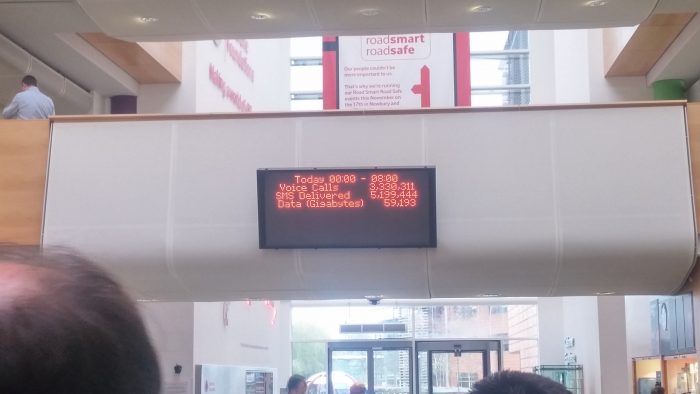 roadsmart
roadsafe
Our people couldn't be
more important to us
That's why we're running
our Road Smart Road Safe
events this November on
the 17th in Newbury and
Foundation
Today 00:00 - 08:00
Voice Calls 3,330,311
SMS Delivered 5,199,444
Data (Gigabytes) 59,193